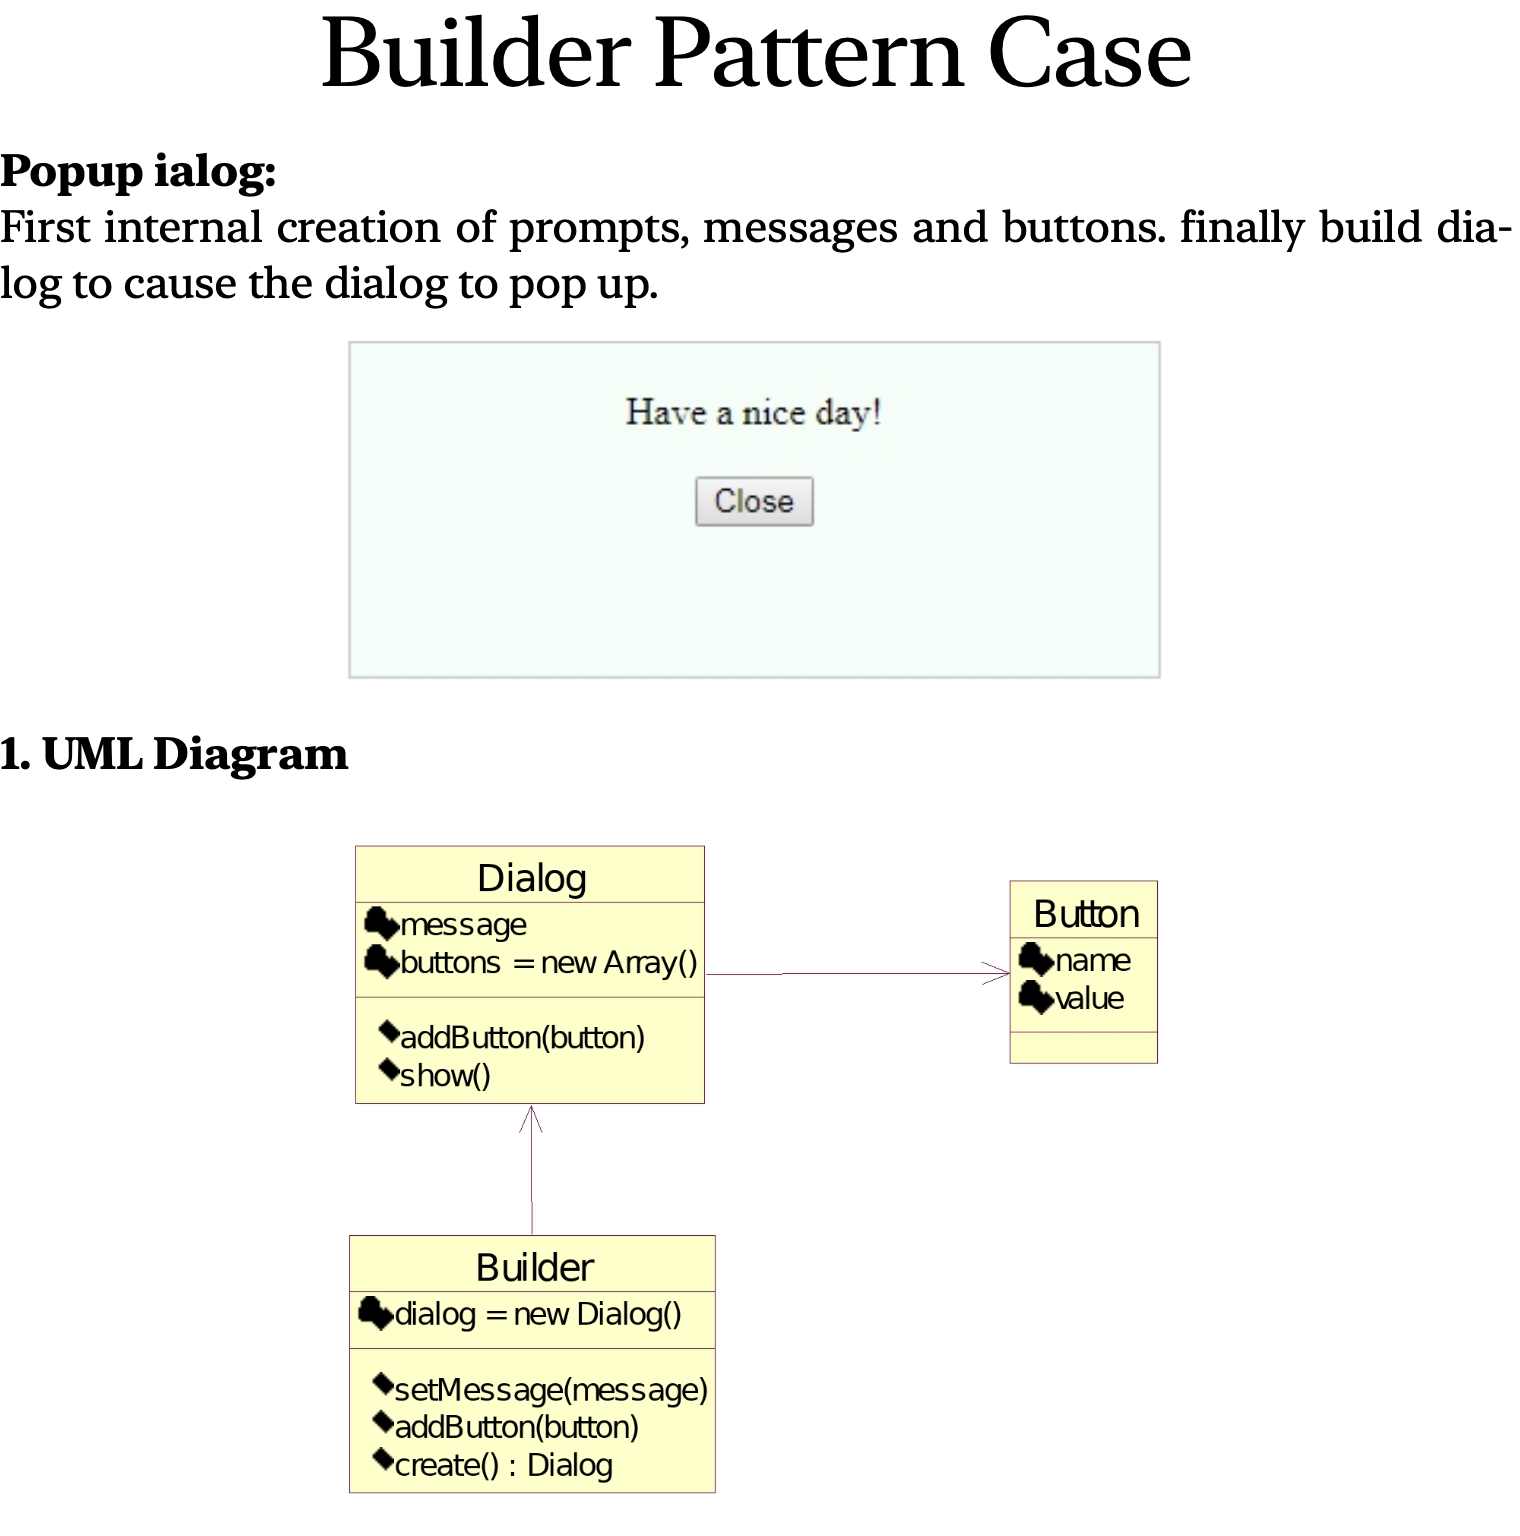 Builder Pattern Case
Popup ialog:
First internal creation of prompts, messages and buttons. finally build dia-
log to cause the dialog to pop up.
Have a nice day!
Close
1. UML Diagram
Dialog
message
buttons = new Array()
addButton(button)
show()
Button
name
value
Builder
dialog = new Dialog()
setMessage(message)
addButton(button)
create() : Dialog